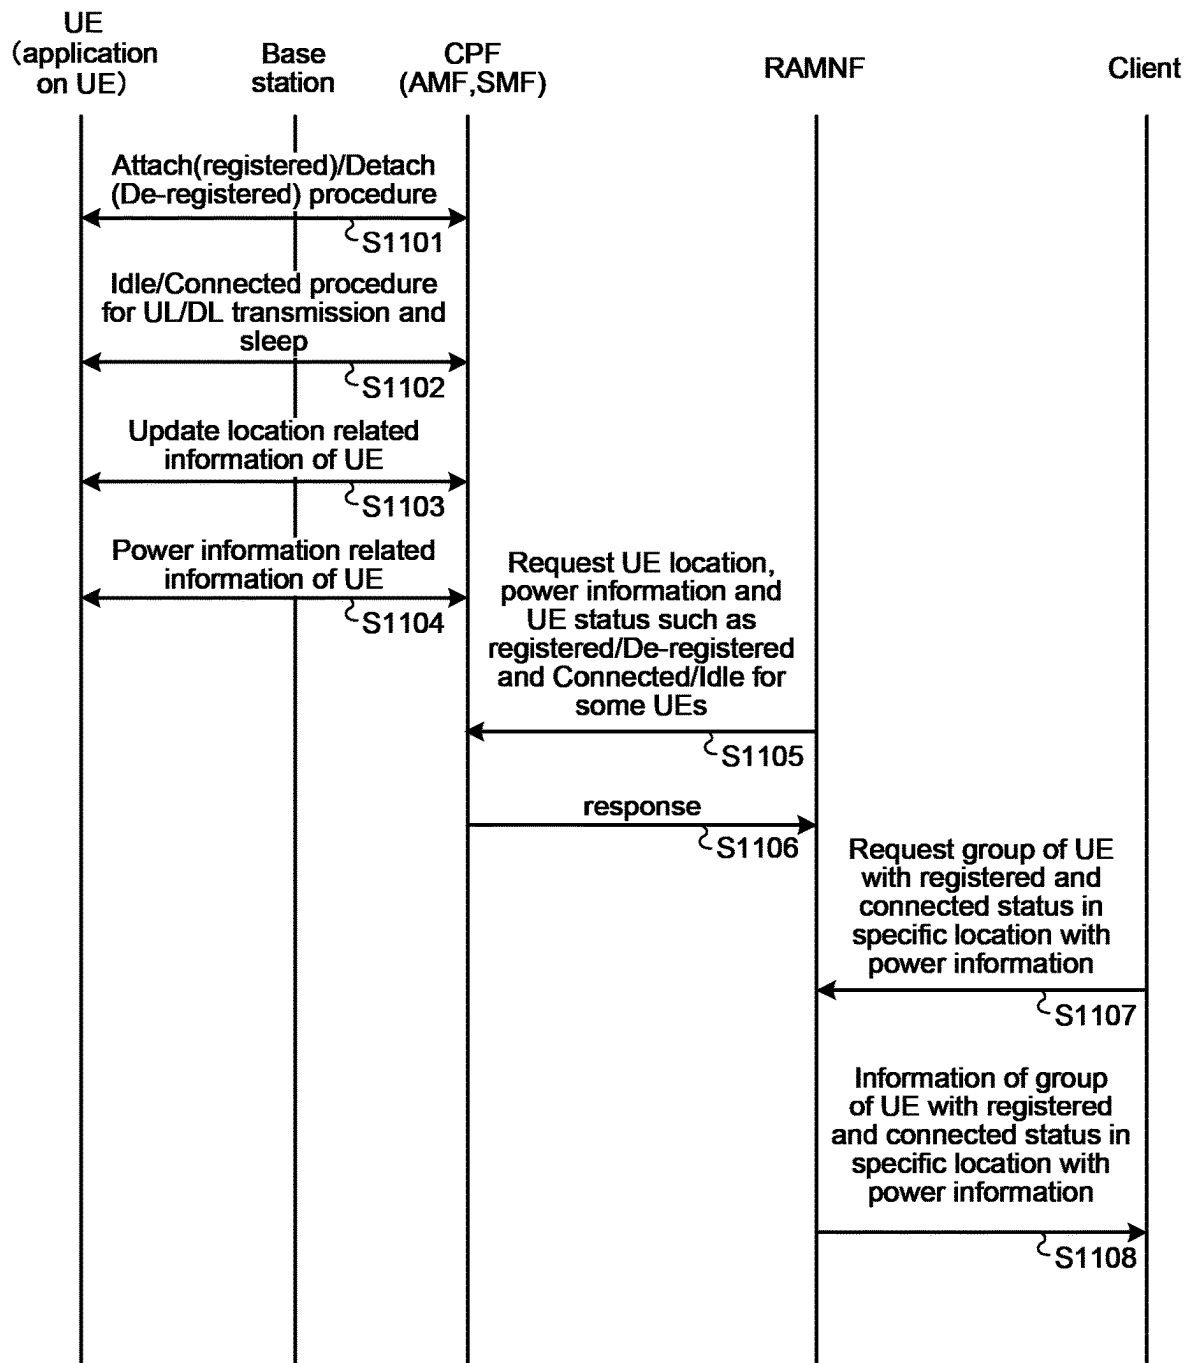 UE
(application
on UE)
Base
station
CPF
(AMF,SMF)
RAMNF
Client
Attach(registered)/Detach
(De-registered) procedure
S1101
Idle/Connected procedure
for UL/DL transmission and
sleep
S1102
Update location related
information of UE
S1103
Power information related
information of UE
S1104
Request UE location,
power information and
UE status such as
registered/De-registered
and Connected/Idle for
some UEs
S1105
response
S1106
Request group of UE
with registered and
connected status in
specific location with
power information
S1107
Information of group
of UE with registered
and connected status in
specific location with
power information
S1108